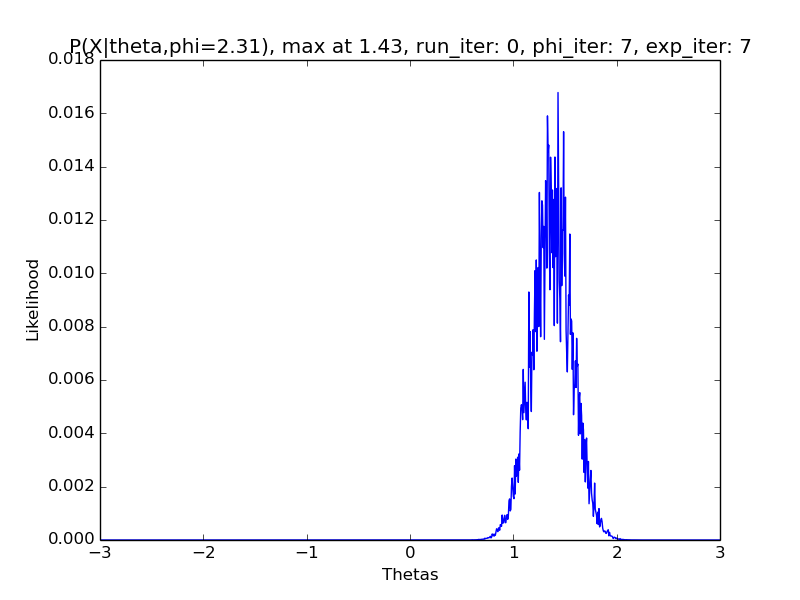 P(X|theta,phi=2.31), max at 1.43, run_iter: 0, phi_iter: 7, exp_iter: 7
0.018
0.016
0.014
0.012
0.010
0.008
0.006
0.004
0.002
0.000
Likelihood
−3 −2 −1 0 1 2 3
Thetas